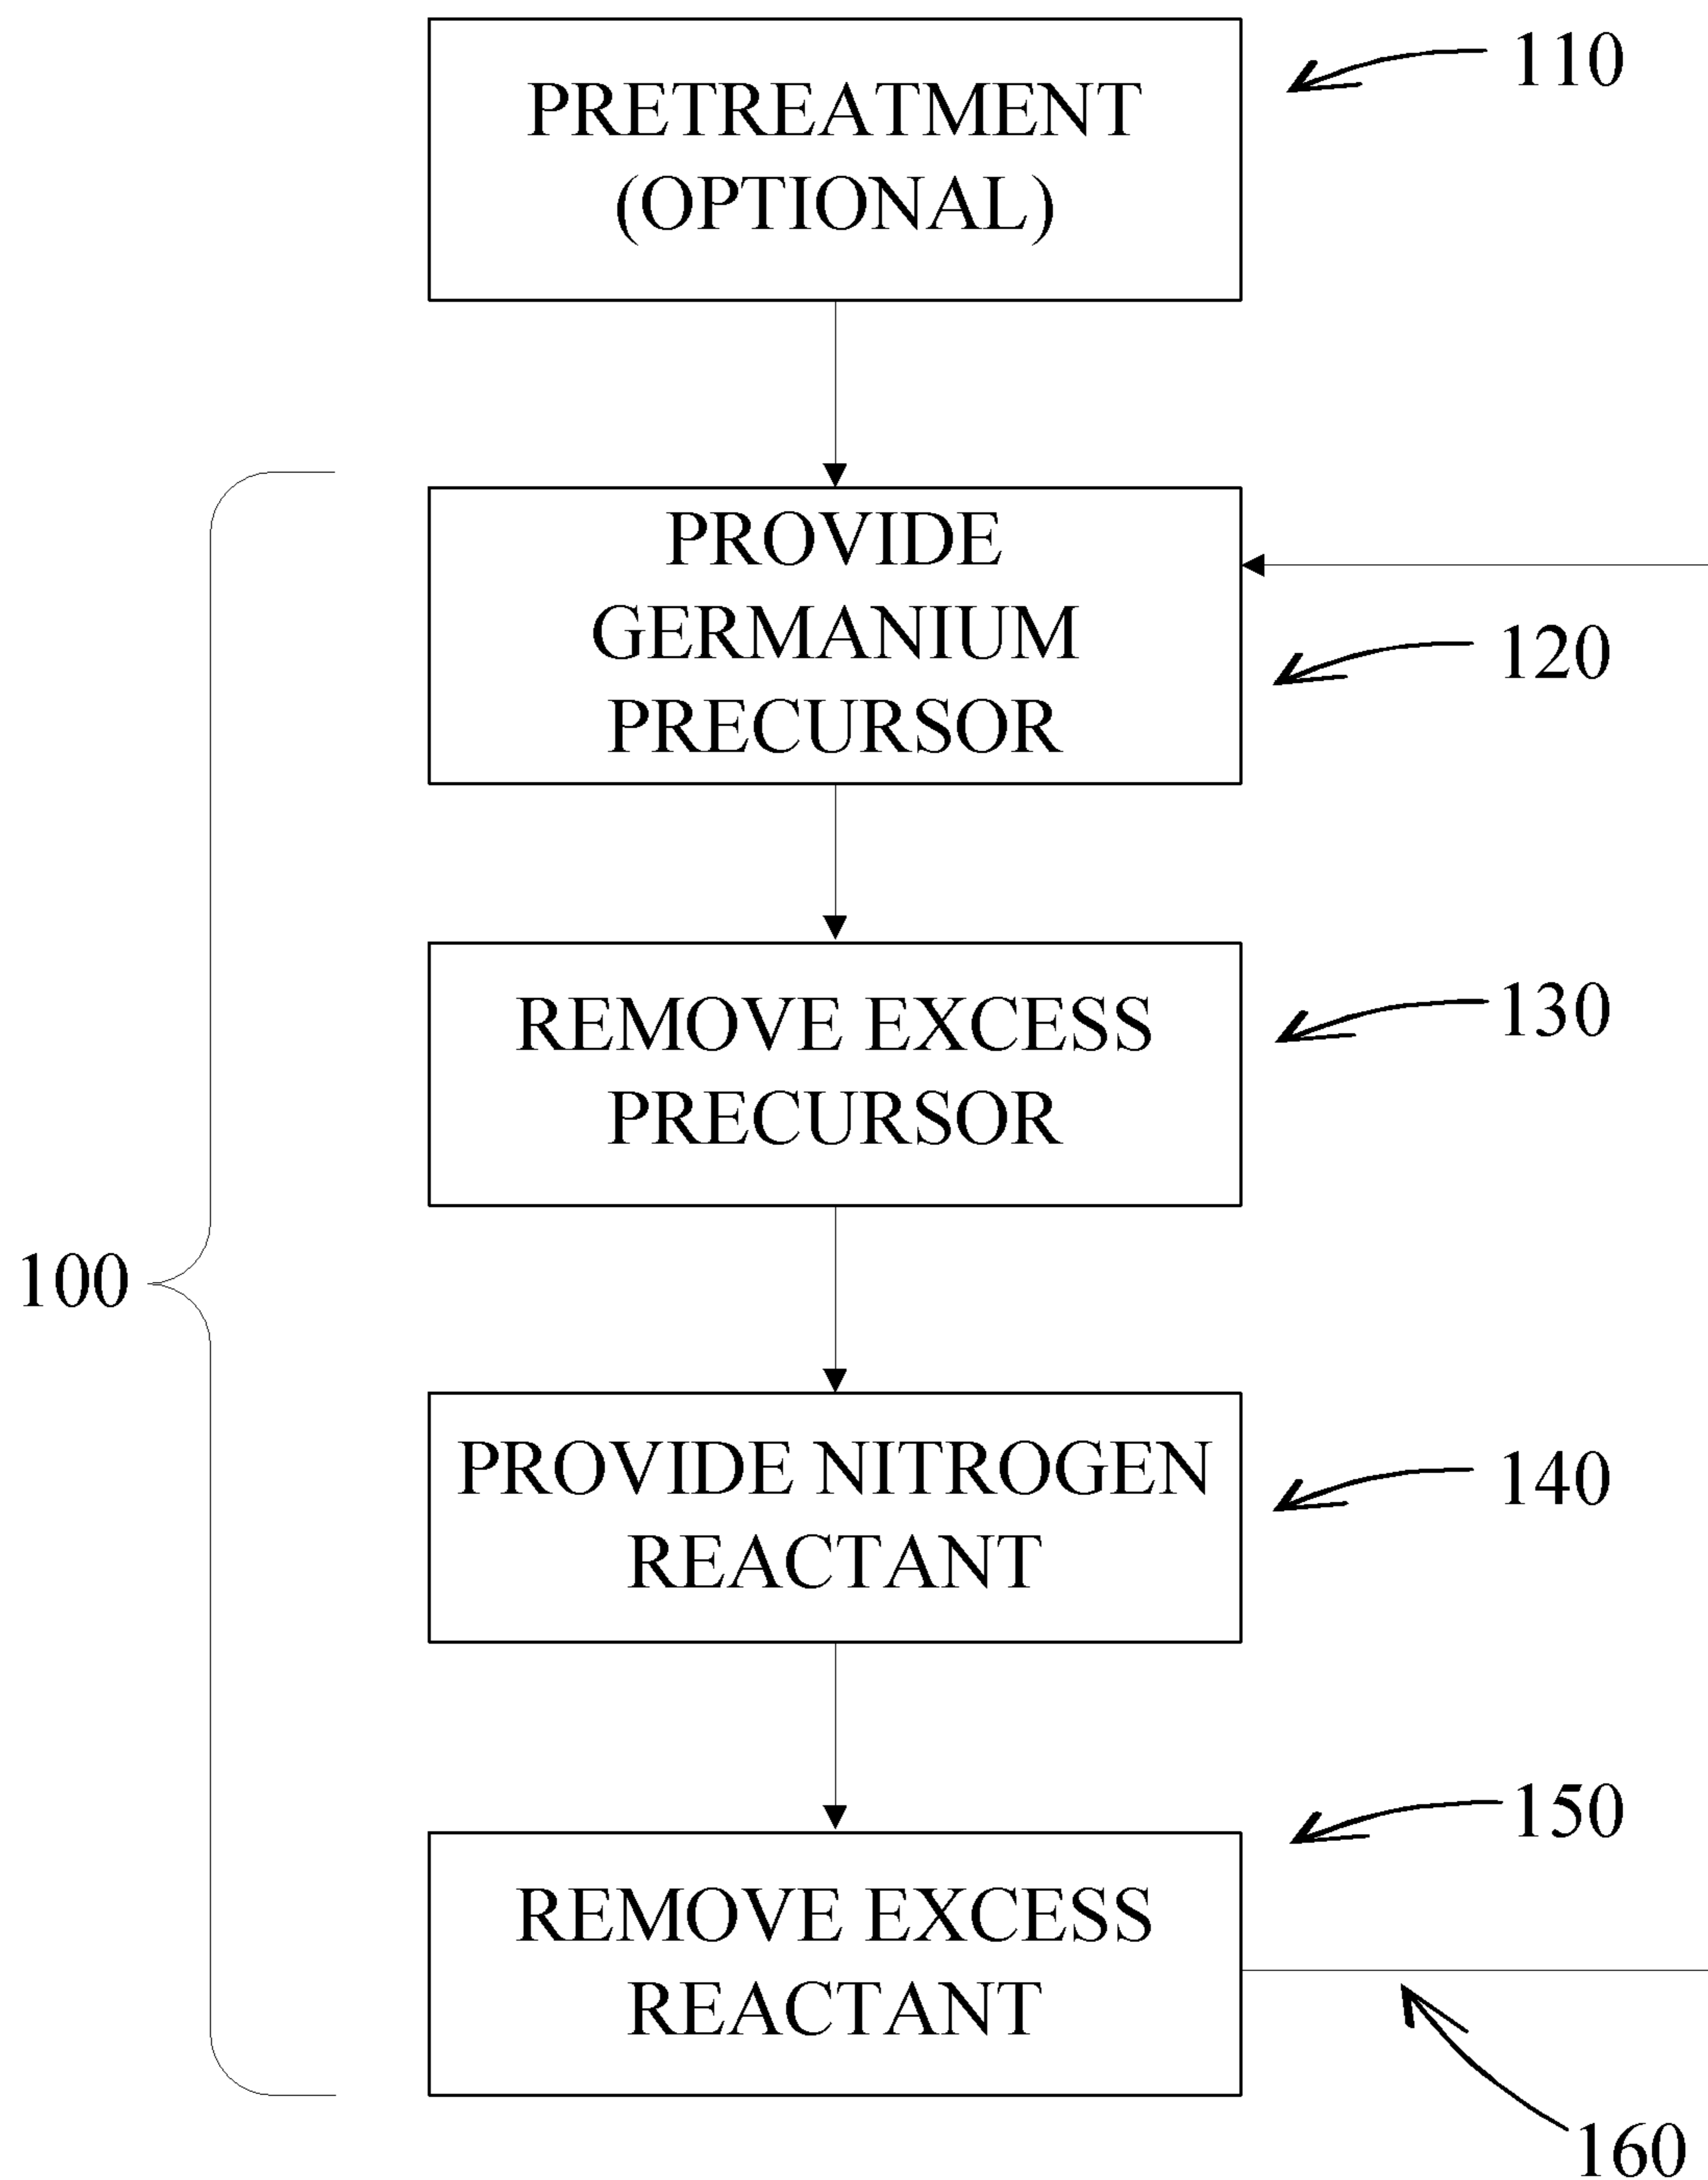 PRETREATMENT
(OPTIONAL)
110
PROVIDE
GERMANIUM
PRECURSOR
120
REMOVE EXCESS
PRECURSOR
130
100
PROVIDE NITROGEN
REACTANT
140
150
REMOVE EXCESS
REACTANT
160